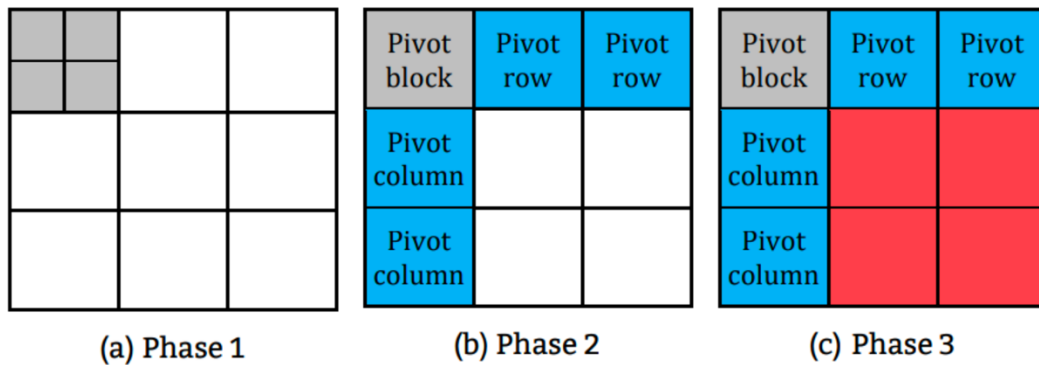 Pivot
block
Pivot
row
Pivot
row
Pivot
column
Pivot
column
Pivot
block
Pivot
row
Pivot
row
Pivot
column
Pivot
column
(a) Phase 1
(b) Phase 2
(c) Phase 3